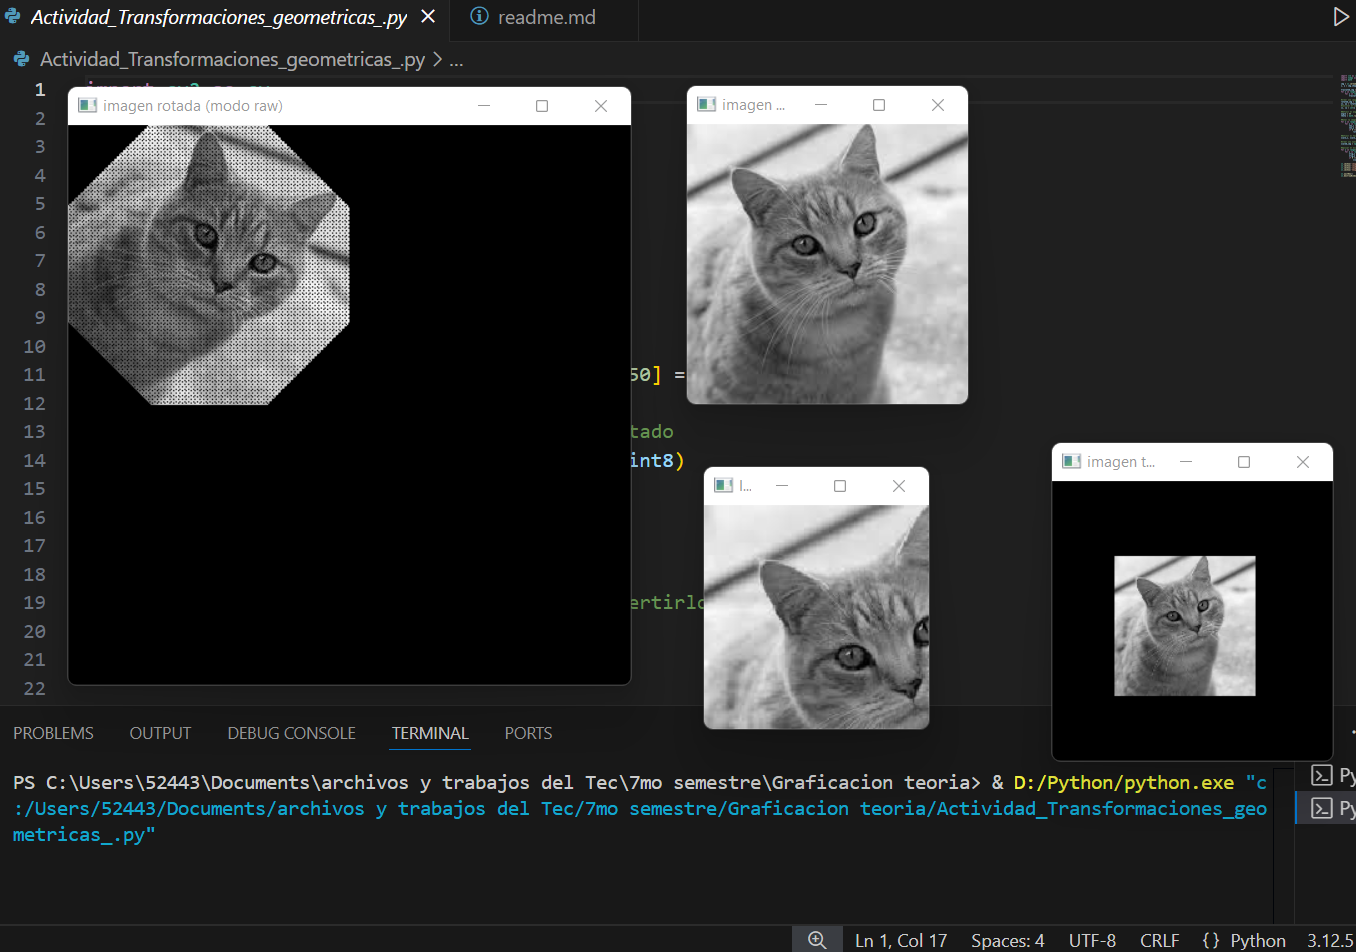 Actividad_Transformaciones_geometricas_.py
readme.md
Actividad_Transformaciones_geometricas_.py > ...
1
imagen rotada (modo raw)
imagen ...
2
3
4
5
6
7
8
9
10
11 50] =
12
13 tado
14 int8)
imagen t...
15
I...
16
17
18
19 ertirlo
20
21
22
PROBLEMS OUTPUT DEBUG CONSOLE TERMINAL PORTS
PS C:\Users\52443\Documents\archivos y trabajos del Tec\7mo semestre\Graficacion teoria> & D:/Python/python.exe "c
:/Users/52443/Documents/archivos y trabajos del Tec/7mo semestre/Graficacion teoria/Actividad_Transformaciones_geo
metricas_.py"
Py
Py
Ln 1, Col 17 Spaces: 4 UTF-8 CRLF {} Python 3.12.5